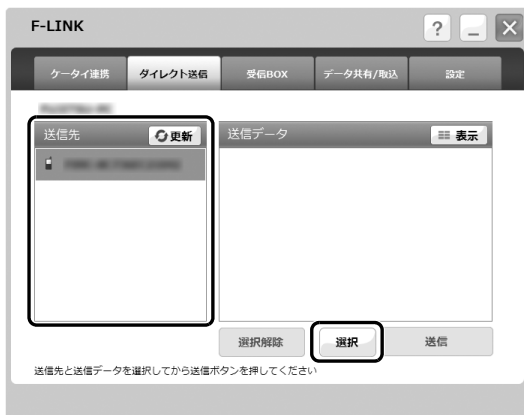 F-LINK
ケータイ連携 ダイレクト送信 受信BOX データ共有/取込 設定
送信先 更新 送信データ 表示
選択解除 選択 送信
送信先と送信データを選択してから送信ボタンを押してください